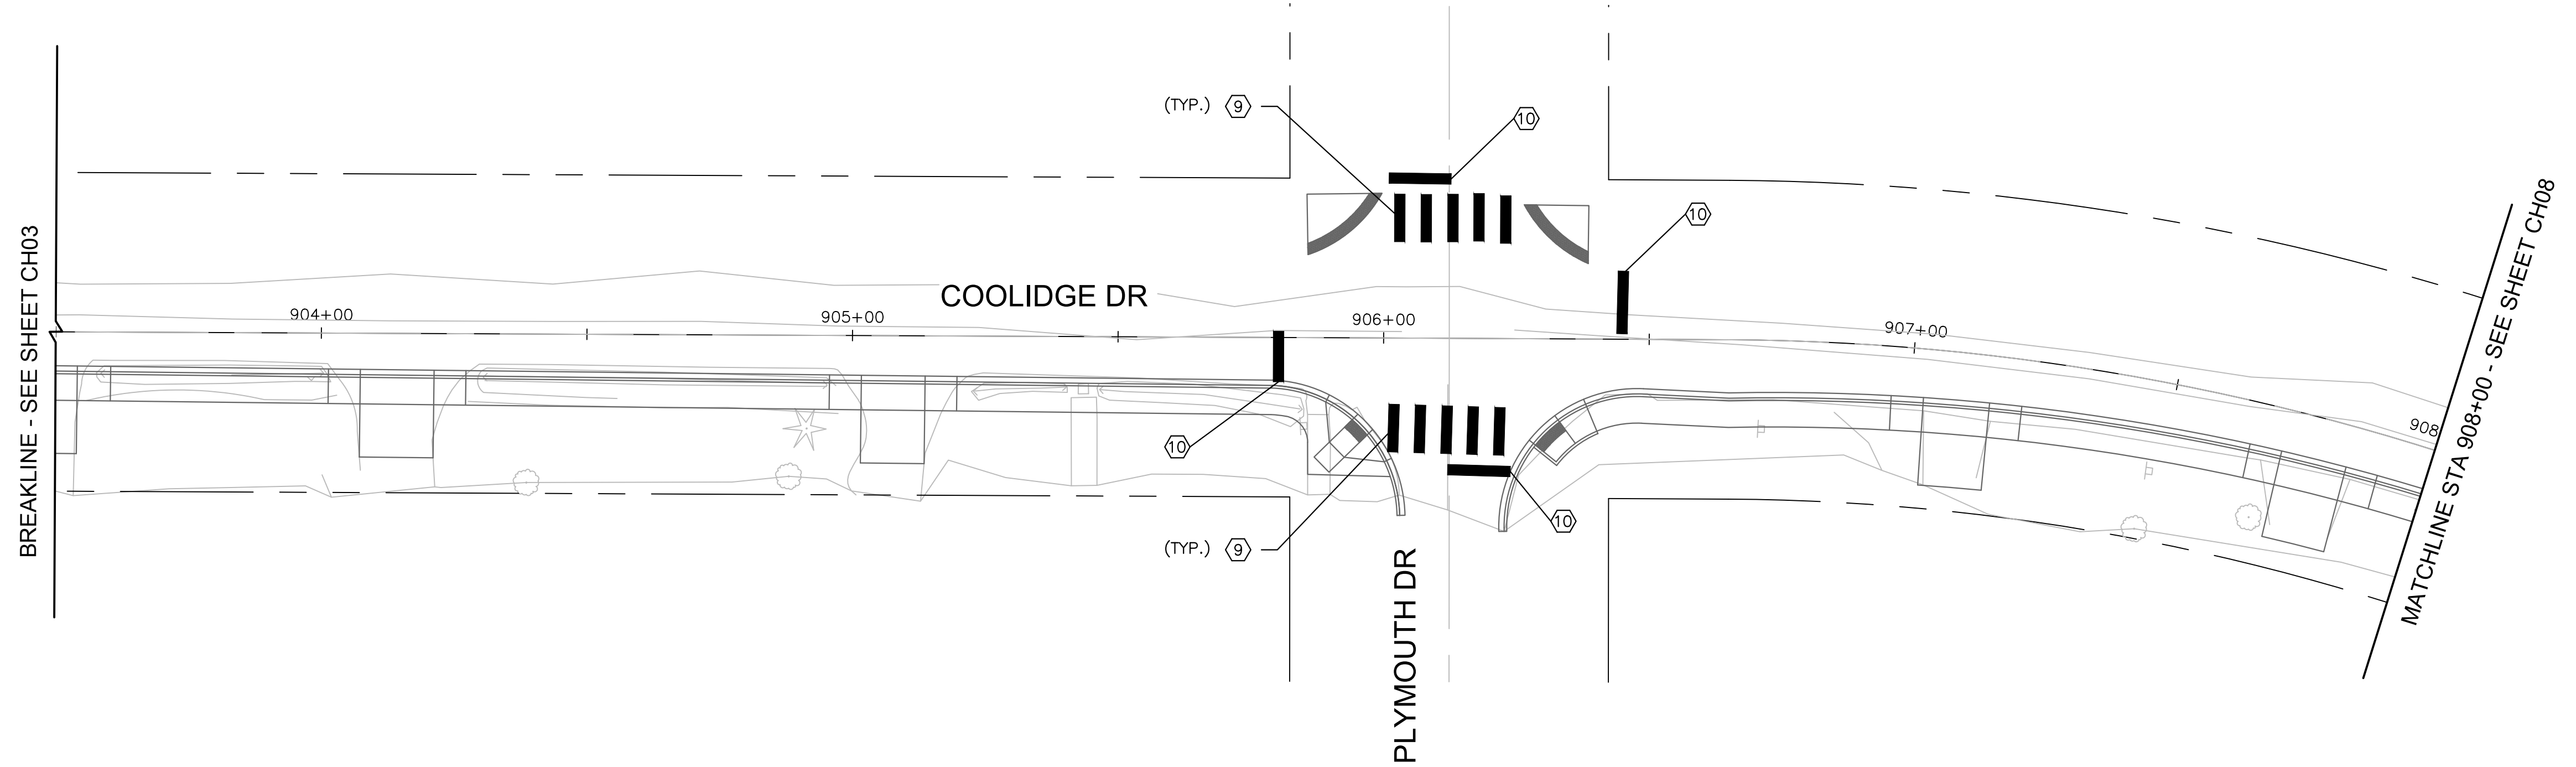 (TYP.) 9
10
10
COOLIDGE DR
904+00
905+00
906+00
907+00
908
10
10
(TYP.) 9
PLYMOUTH DR
BREAKLINE - SEE SHEET CH03
MATCHLINE STA 908+00 - SEE SHEET CH08